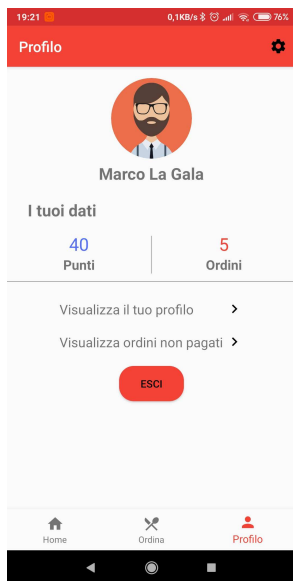 19:21 0,1KB/s 76%
Profilo
Marco La Gala
I tuoi dati
40 5
Punti Ordini
Visualizza il tuo profilo
Visualizza ordini non pagati
ESCI
Home Ordina Profilo